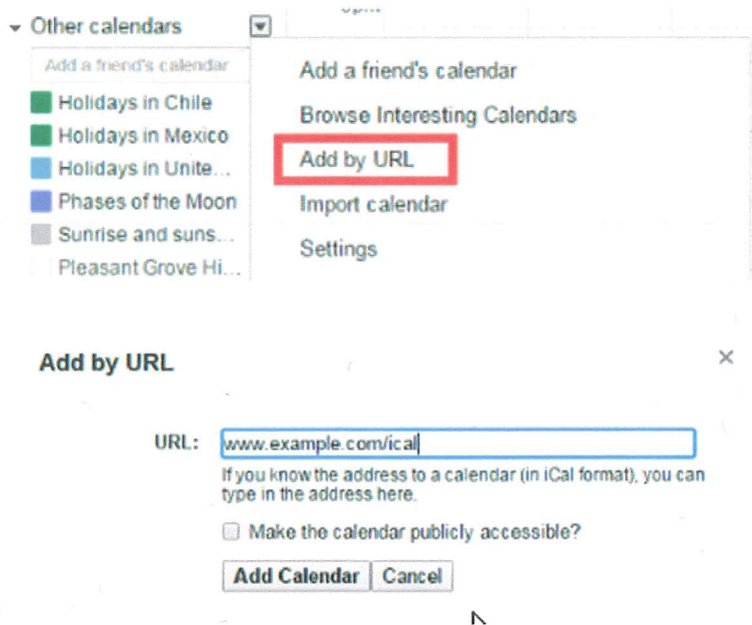 Other calendars
Add a friend's calendar
Holidays in Chile
Holidays in Mexico
Holidays in Unite...
Phases of the Moon
Sunrise and suns...
Pleasant Grove Hi...
Add a friend's calendar
Browse Interesting Calendars
Add by URL
Import calendar
Settings
Add by URL
URL: www.example.com/ical
If you know the address to a calendar (in iCal format), you can
type in the address here.
Make the calendar publicly accessible?
Add Calendar Cancel